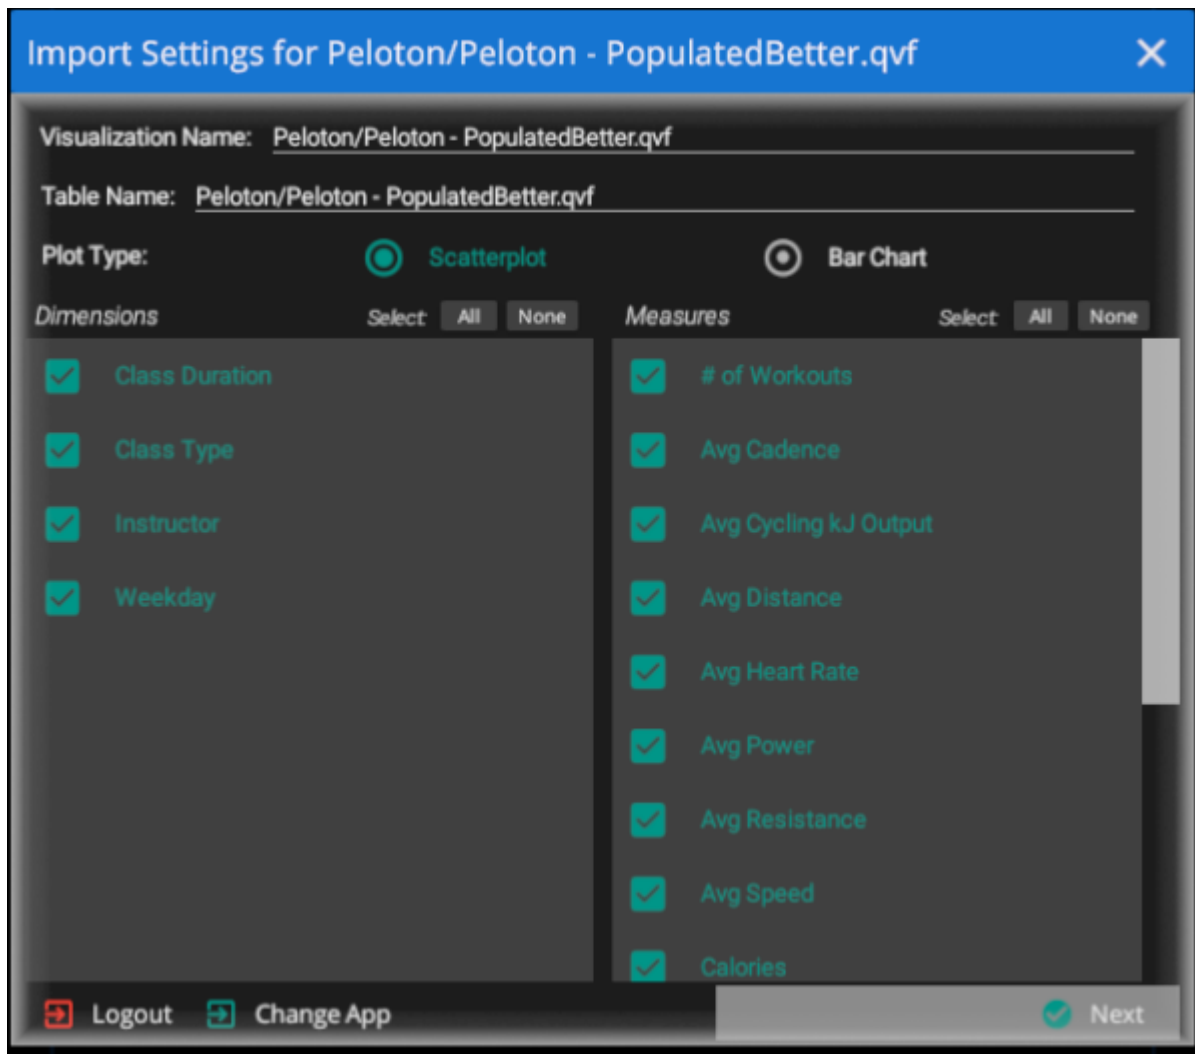 Import Settings for Peloton/Peloton - PopulatedBetter.qvf
Visualization Name: Peloton/Peloton - PopulatedBetter.qvf
Table Name: Peloton/Peloton - PopulatedBetter.qvf
Plot Type: Scatterplot Bar Chart
Dimensions Select: All None Measures Select: All None
Class Duration # of Workouts
Class Type Avg Cadence
Instructor Avg Cycling kJ Output
Weekday Avg Distance
Avg Heart Rate
Avg Power
Avg Resistance
Avg Speed
Calories
Logout Change App Next